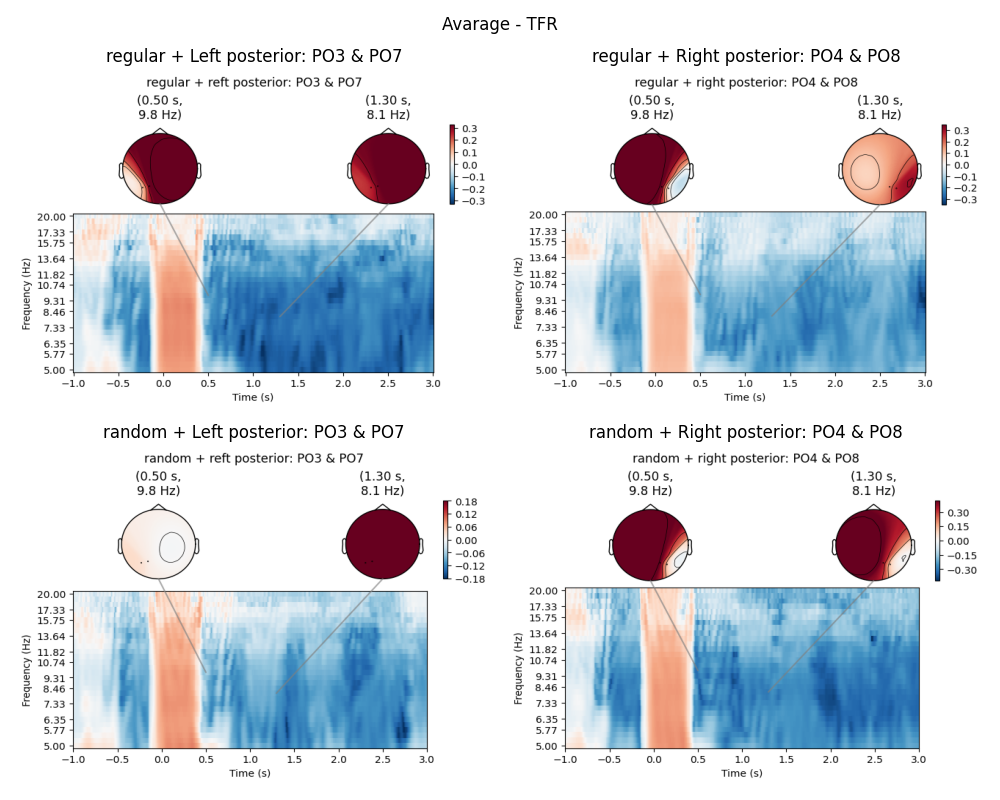 Avarage - TFR
regular + Left posterior: PO3 & PO7
regular + reft posterior: PO3 & PO7
(0.50 s,
9.8 Hz)
(1.30 s,
8.1 Hz)
0.3
0.2
0.1
0.0
−0.1
−0.2
−0.3
20.00
17.33
15.75
13.64
11.82
10.74
9.31
8.46
7.33
6.35
5.77
5.00
Frequency (Hz)
−1.0 −0.5 0.0 0.5 1.0 1.5 2.0 2.5 3.0
Time (s)
regular + Right posterior: PO4 & PO8
regular + right posterior: PO4 & PO8
(0.50 s,
9.8 Hz)
(1.30 s,
8.1 Hz)
0.3
0.2
0.1
0.0
−0.1
−0.2
−0.3
20.00
17.33
15.75
13.64
11.82
10.74
9.31
8.46
7.33
6.35
5.77
5.00
Frequency (Hz)
−1.0 −0.5 0.0 0.5 1.0 1.5 2.0 2.5 3.0
Time (s)
random + Left posterior: PO3 & PO7
random + reft posterior: PO3 & PO7
(0.50 s,
9.8 Hz)
(1.30 s,
8.1 Hz)
0.18
0.12
0.06
0.00
−0.06
−0.12
−0.18
20.00
17.33
15.75
13.64
11.82
10.74
9.31
8.46
7.33
6.35
5.77
5.00
Frequency (Hz)
−1.0 −0.5 0.0 0.5 1.0 1.5 2.0 2.5 3.0
Time (s)
random + Right posterior: PO4 & PO8
random + right posterior: PO4 & PO8
(0.50 s,
9.8 Hz)
(1.30 s,
8.1 Hz)
0.30
0.15
0.00
−0.15
−0.30
20.00
17.33
15.75
13.64
11.82
10.74
9.31
8.46
7.33
6.35
5.77
5.00
Frequency (Hz)
−1.0 −0.5 0.0 0.5 1.0 1.5 2.0 2.5 3.0
Time (s)